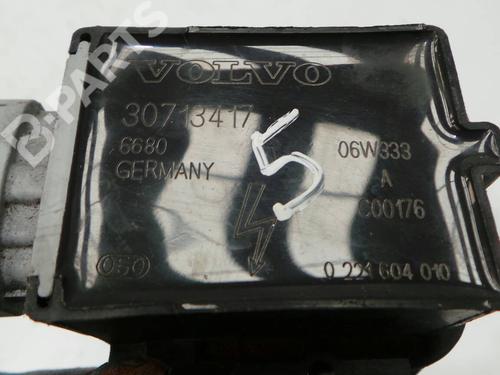 B-PARTS
VOLVO
30713417
6680
GERMANY
5
06W333
A
C00176
0 221 604 010